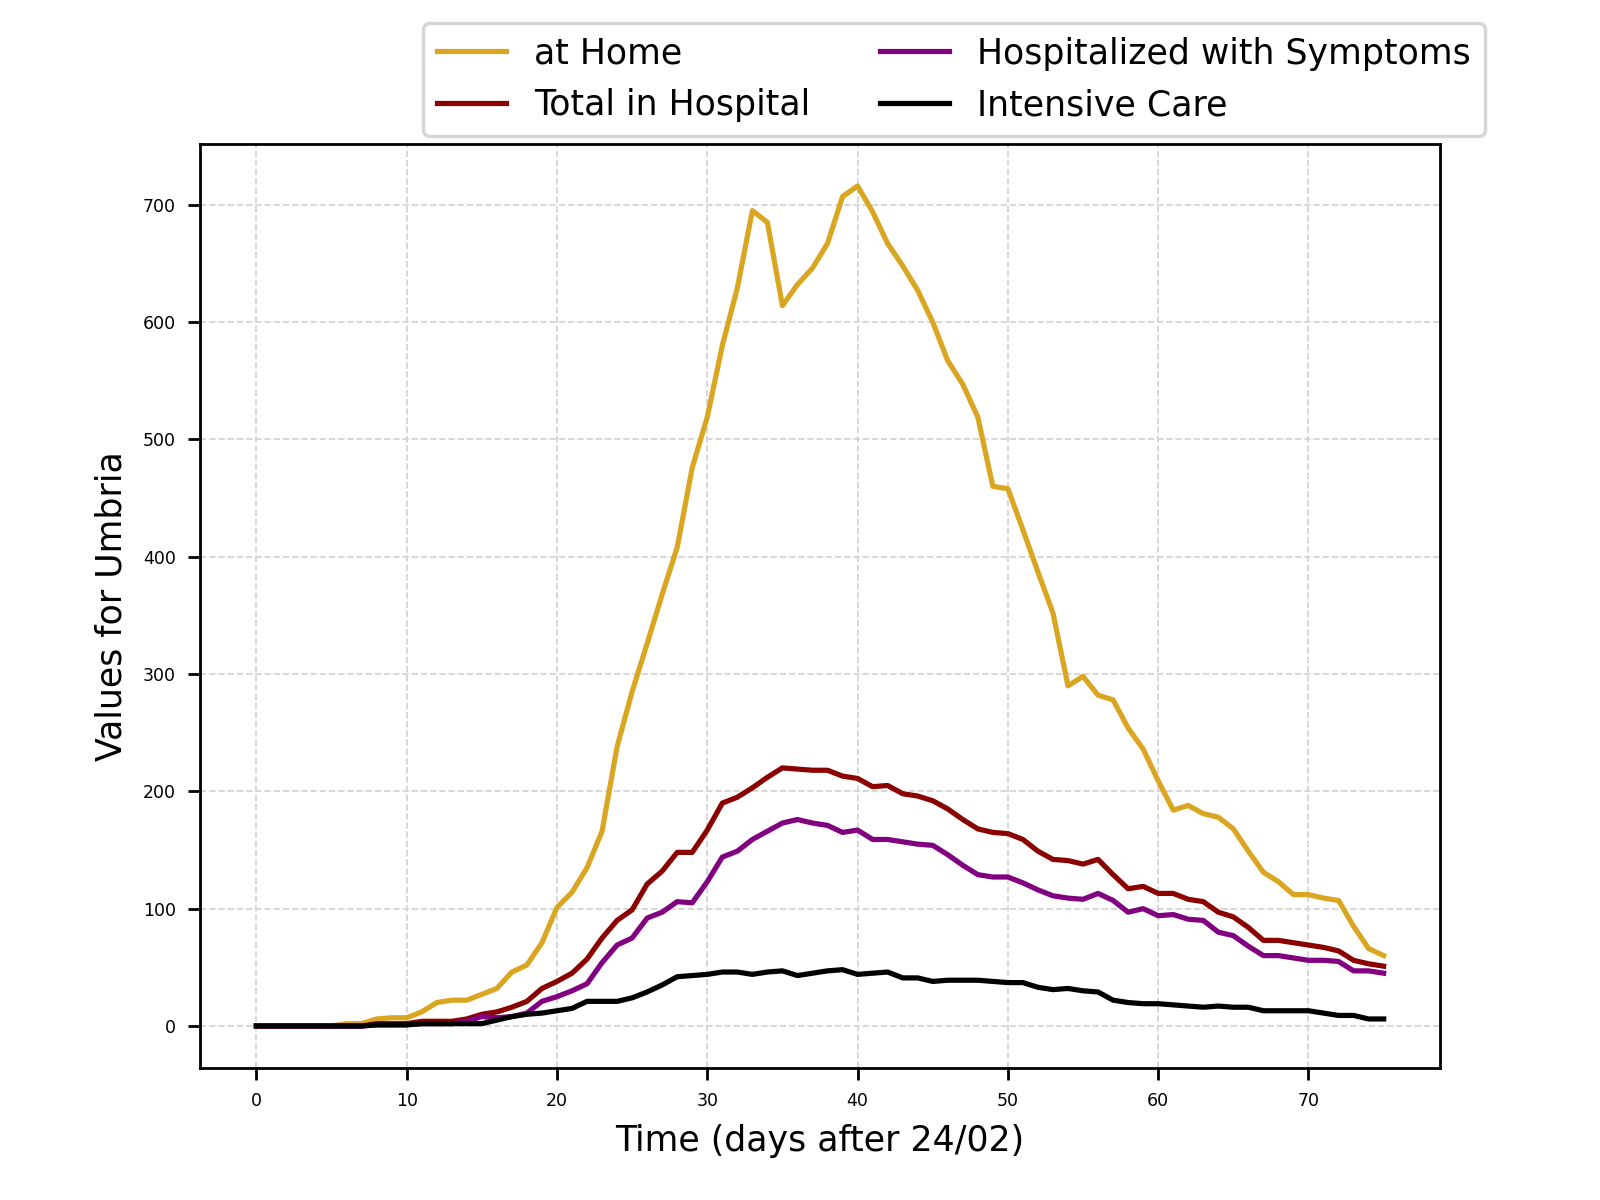 at Home
Total in Hospital
Hospitalized with Symptoms
Intensive Care
Values for Umbria
700
600
500
400
300
200
100
0
0 10 20 30 40 50 60 70
Time (days after 24/02)